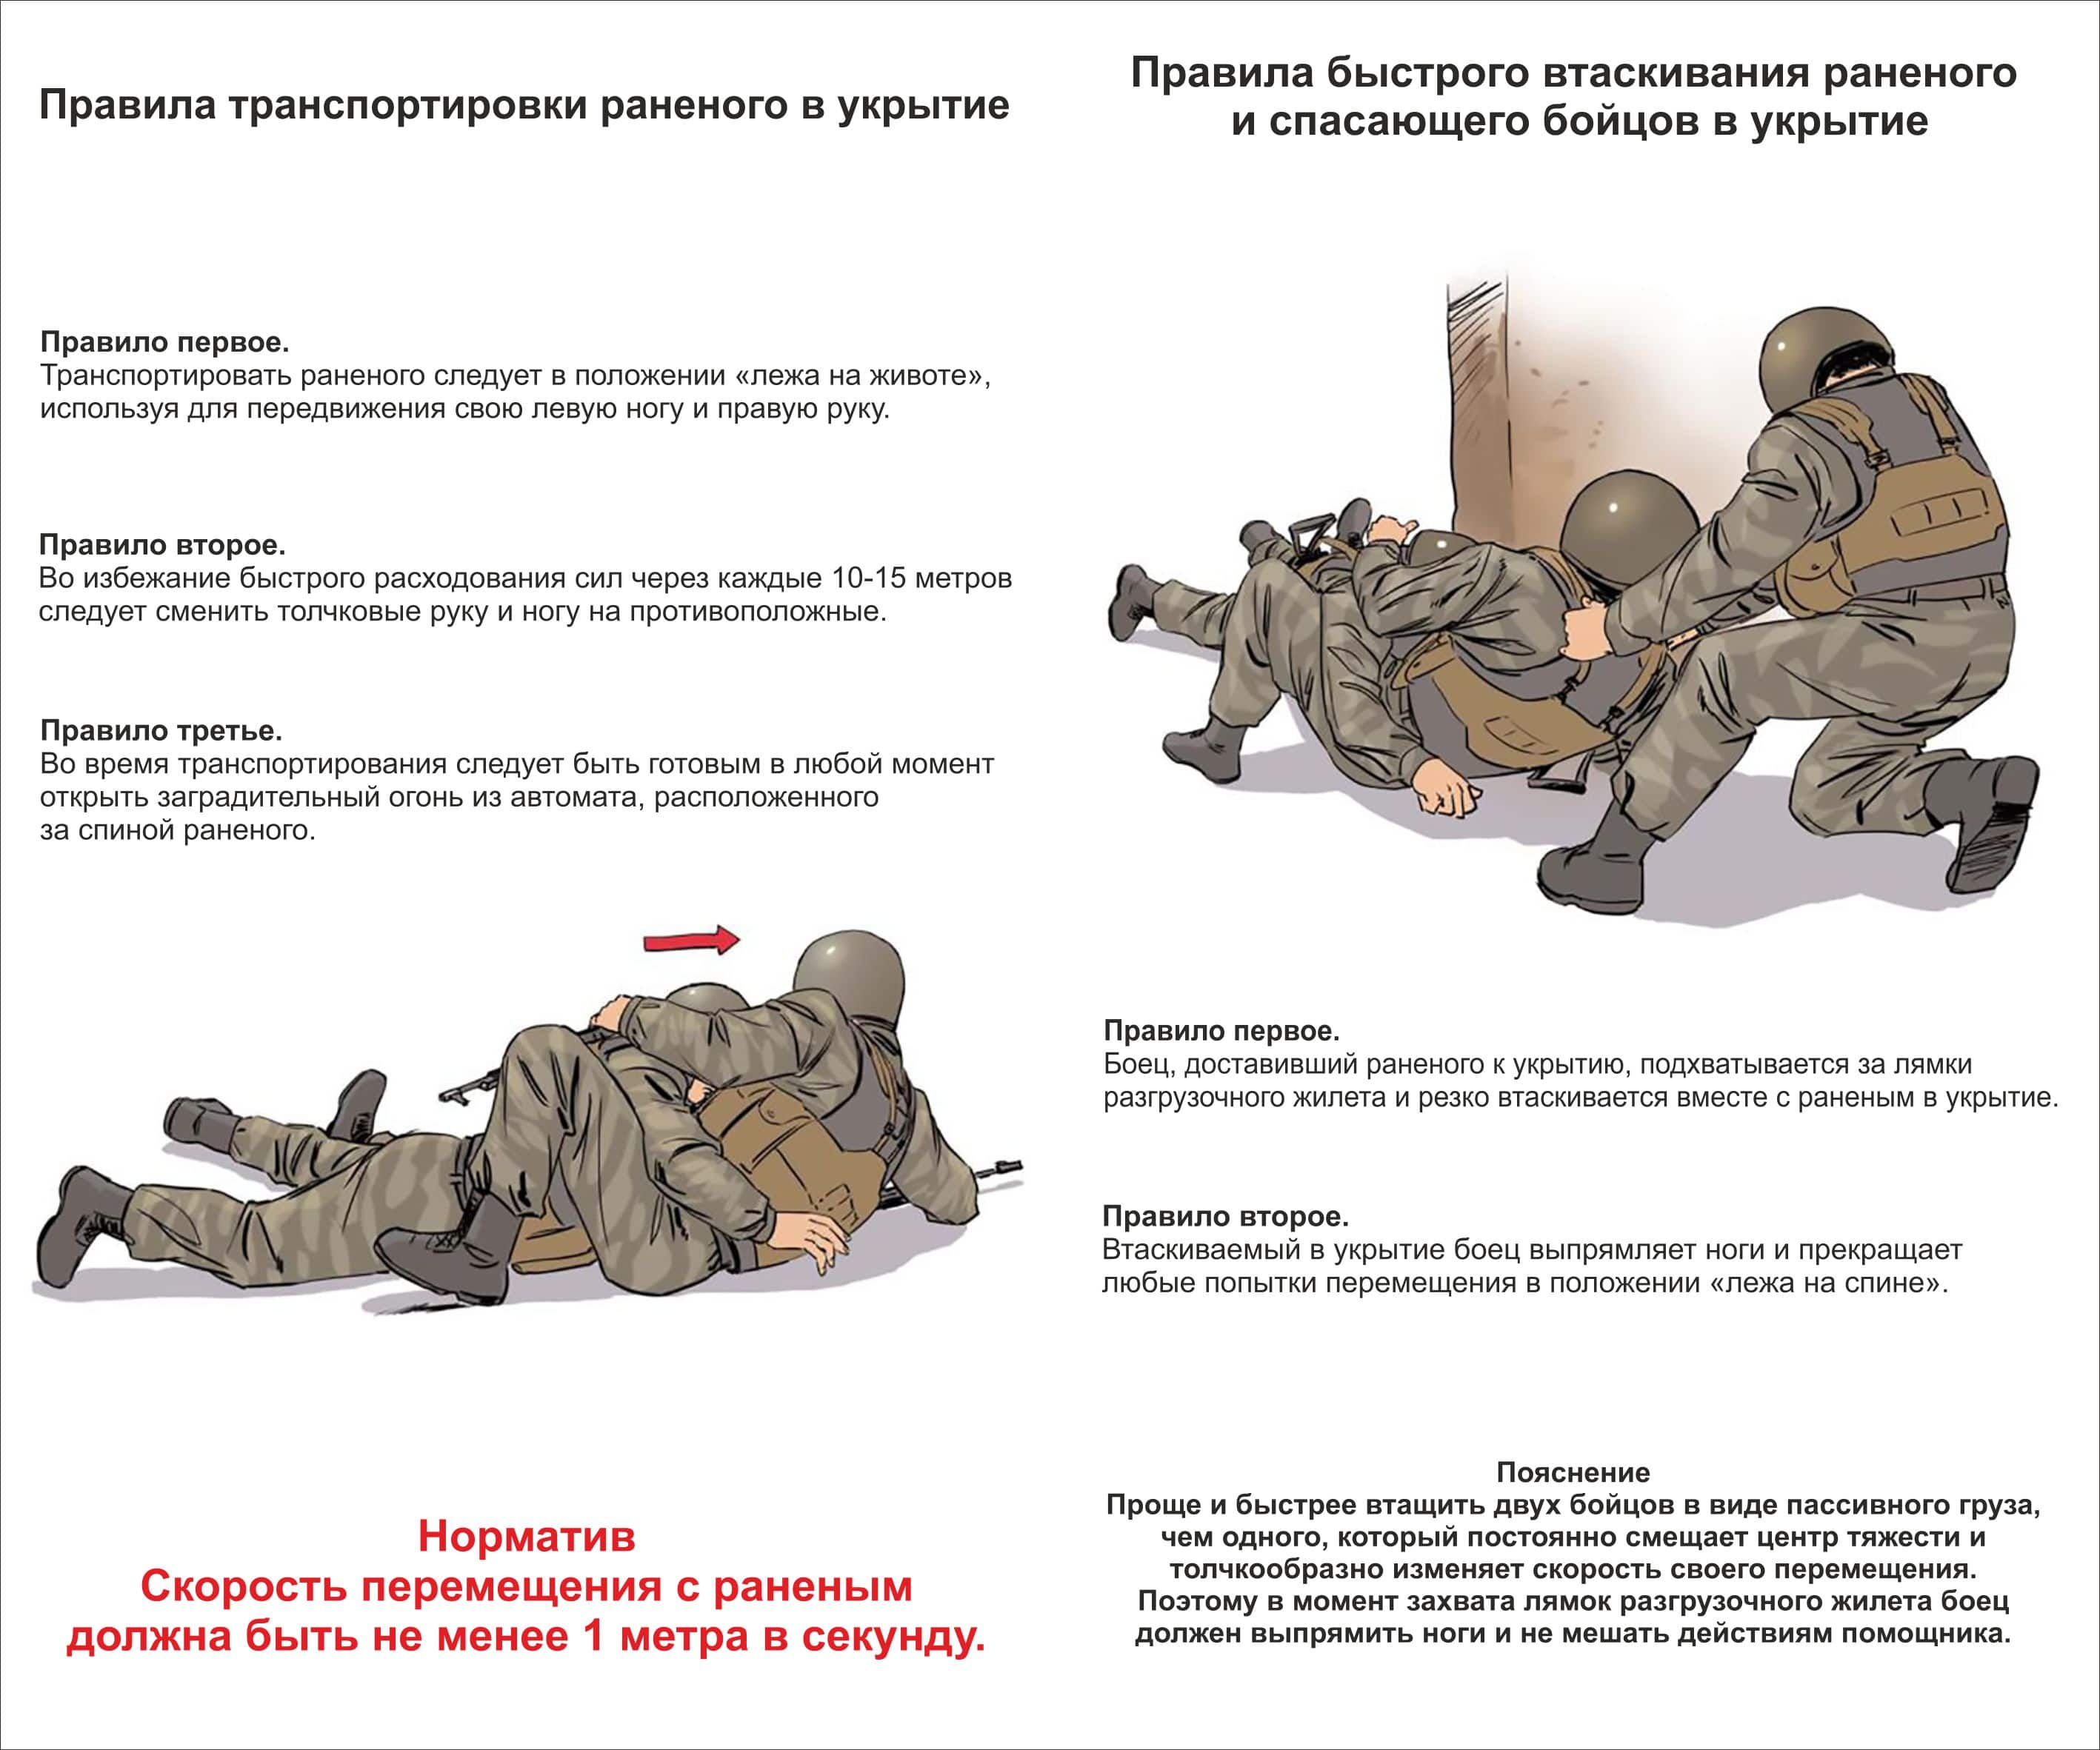 Правила транспортировки раненого в укрытие
Правило первое.
Транспортировать раненого следует в положении «лежа на животе»,
используя для передвижения свою левую ногу и правую руку.
Правило второе.
Во избежание быстрого расходования сил через каждые 10-15 метров
следует сменить толчковые руку и ногу на противоположные.
Правило третье.
Во время транспортирования следует быть готовым в любой момент
открыть заградительный огонь из автомата, расположенного
за спиной раненого.
Норматив
Скорость перемещения с раненым
должна быть не менее 1 метра в секунду.
Правила быстрого втаскивания раненого
и спасающего бойцов в укрытие
Правило первое.
Боец, доставивший раненого к укрытию, подхватывается за лямки
разгрузочного жилета и резко втаскивается вместе с раненым в укрытие.
Правило второе.
Втаскиваемый в укрытие боец выпрямляет ноги и прекращает
любые попытки перемещения в положении «лежа на спине».
Пояснение
Проще и быстрее втащить двух бойцов в виде пассивного груза,
чем одного, который постоянно смещает центр тяжести и
толчкообразно изменяет скорость своего перемещения.
Поэтому в момент захвата лямок разгрузочного жилета боец
должен выпрямить ноги и не мешать действиям помощника.